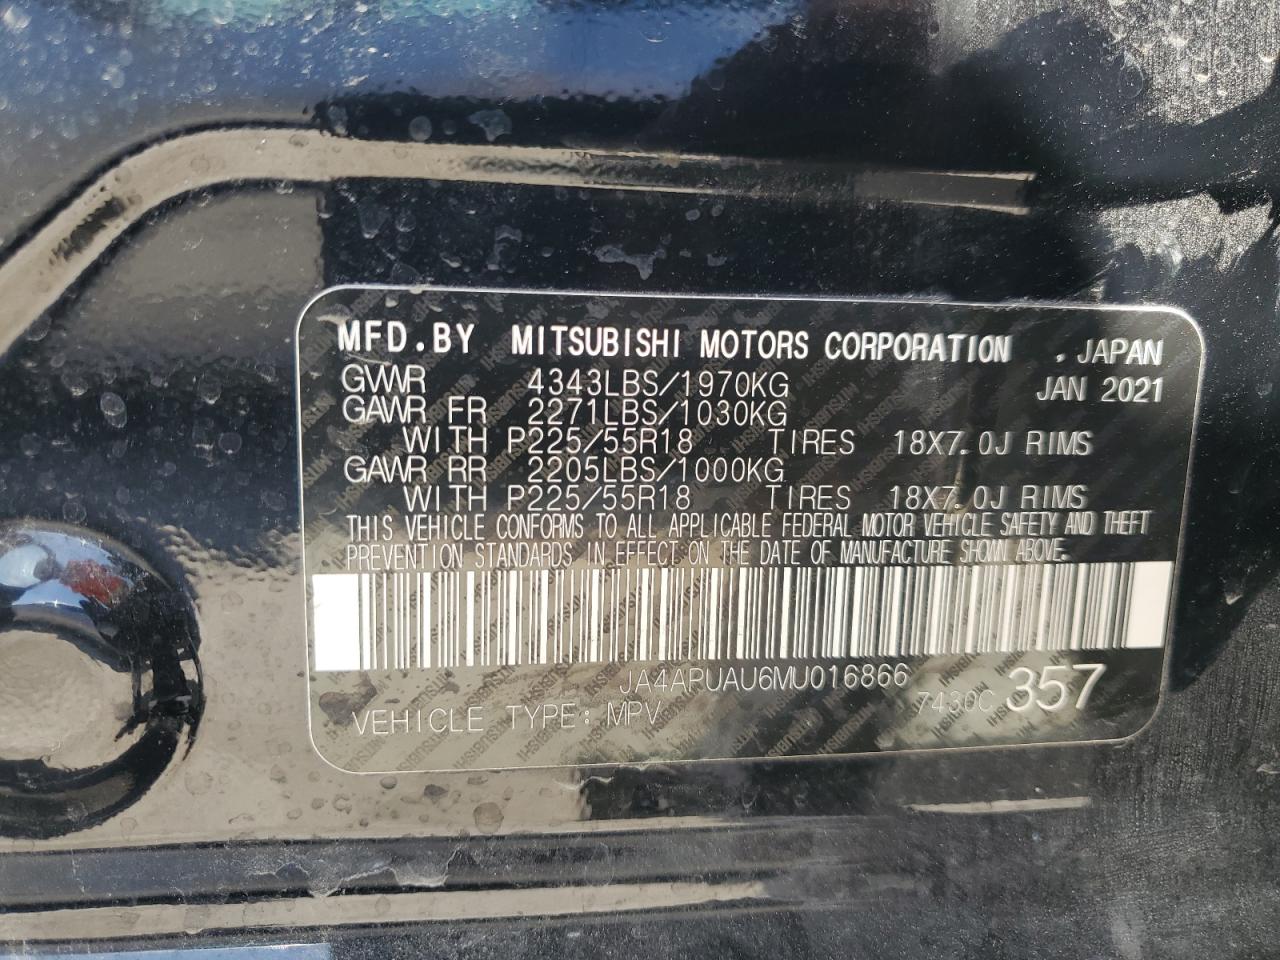 MFD.BY MITSUBISHI MOTORS CORPORATION .JAPAN
GVWR 4343LBS/1970KG JAN 2021
GAWR FR 2271LBS/1030KG
WITH P225/55R18 TIRES 18X7.0J RIMS
GAWR RR 2205LBS/1000KG
WITH P225/55R18 TIRES 18X7.0J RIMS
THIS VEHICLE CONFORMS TO ALL APPLICABLE FEDERAL MOTOR VEHICLE SAFETY AND THEFT
PREVENTION STANDARDS IN EFFECT ON THE DATE OF MANUFACTURE SHOWN ABOVE.
JA4APUAU6MU016866
VEHICLE TYPE: MPV 7430C 357